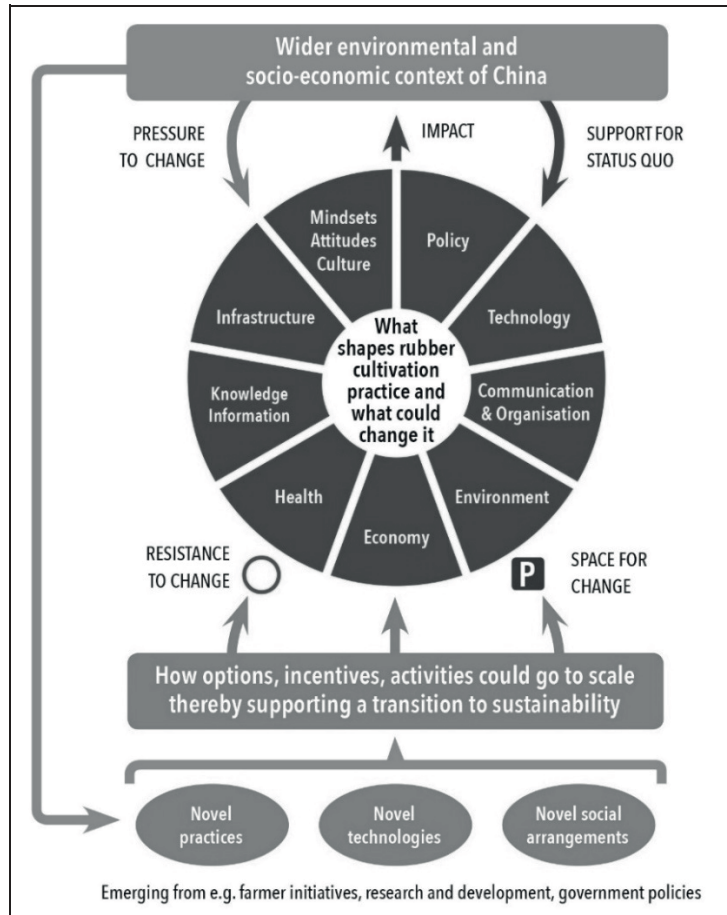 Wider environmental and
socio-economic context of China
PRESSURE
TO CHANGE
IMPACT
SUPPORT FOR
STATUS QUO
Mindsets
Attitudes
Culture
Policy
Infrastructure
Technology
What
shapes rubber
cultivation
practice and
what could
change it
Knowledge
Information
Communication
& Organisation
Health
Environment
Economy
RESISTANCE
TO CHANGE
P
SPACE FOR
CHANGE
How options, incentives, activities could go to scale
thereby supporting a transition to sustainability
Novel
practices
Novel
technologies
Novel social
arrangements
Emerging from e.g. farmer initiatives, research and development, government policies